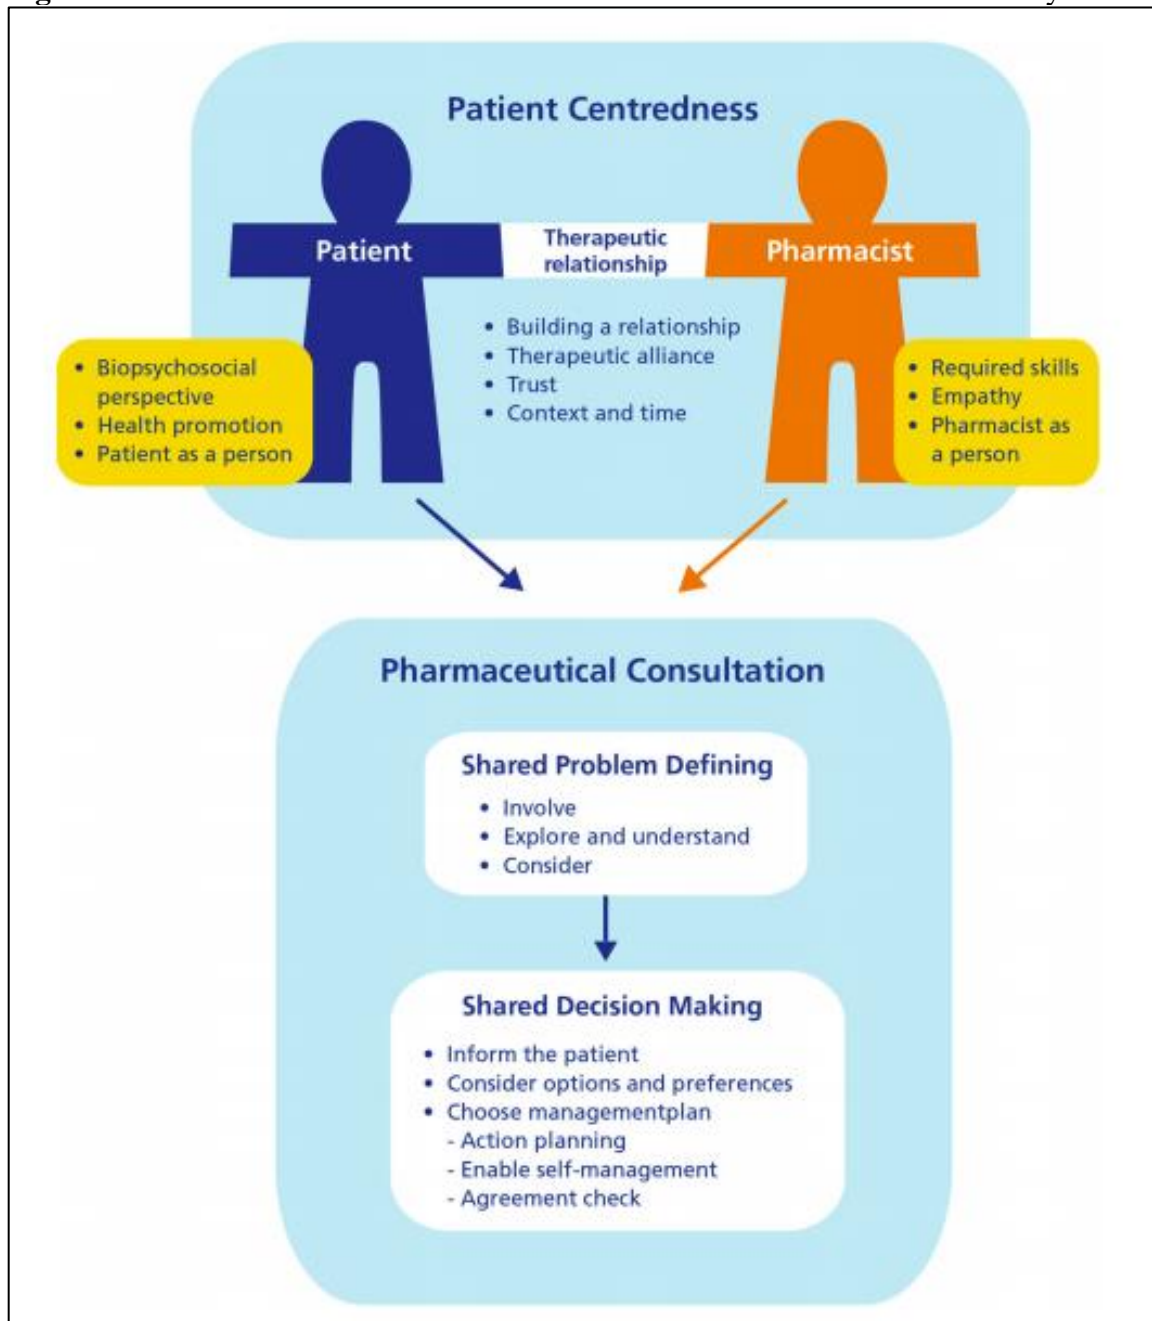 Patient Centredness
Patient
Therapeutic
relationship
Pharmacist
• Building a relationship
• Therapeutic alliance
• Trust
• Context and time
• Biopsychosocial
perspective
• Health promotion
• Patient as a person
• Required skills
• Empathy
• Pharmacist as
a person
Pharmaceutical Consultation
Shared Problem Defining
• Involve
• Explore and understand
• Consider
Shared Decision Making
• Inform the patient
• Consider options and preferences
• Choose managementplan
- Action planning
- Enable self-management
- Agreement check